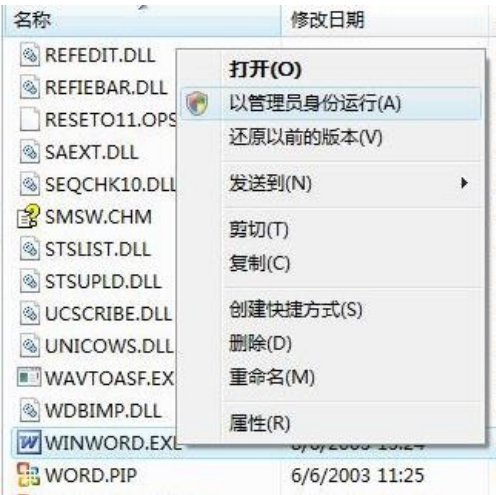 名称 修改日期
REFEDIT.DLL
REFIEBAR.DLL
RESETO11.OPS
SAEXT.DLL
SEQCHK10.DLL
SMSW.CHM
STSLIST.DLL
STSUPLD.DLL
UCSCRIBE.DLL
UNICOWS.DLL
WAVTOASF.EX
WDBIMP.DLL
WINWORD.EXE
WORD.PIP 6/6/2003 11:25
打开(O)
以管理员身份运行(A)
还原以前的版本(V)
发送到(N)
剪切(T)
复制(C)
创建快捷方式(S)
删除(D)
重命名(M)
属性(R)